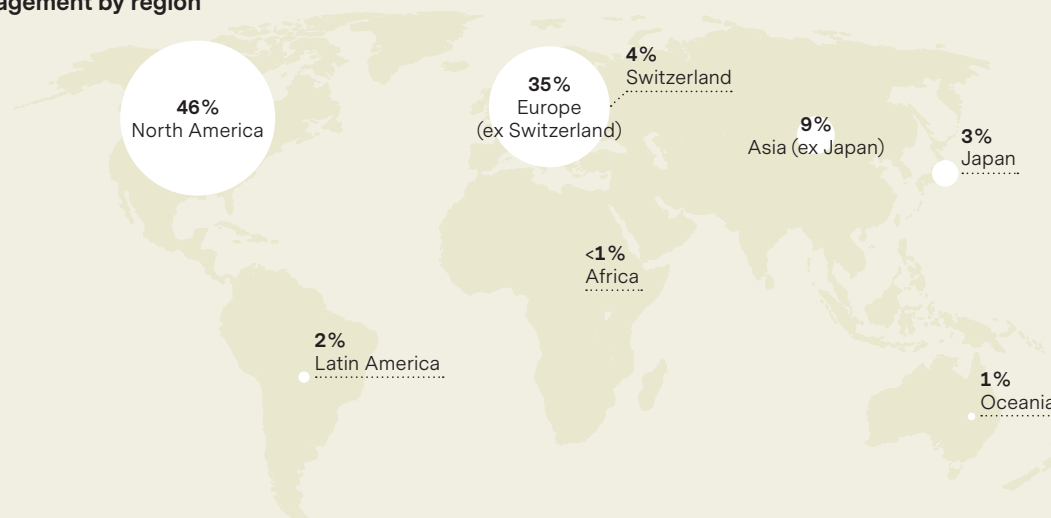 agement by region
46%
North America
35%
Europe
(ex Switzerland)
4%
Switzerland
9%
Asia (ex Japan)
3%
Japan
<1%
Africa
2%
Latin America
1%
Oceania